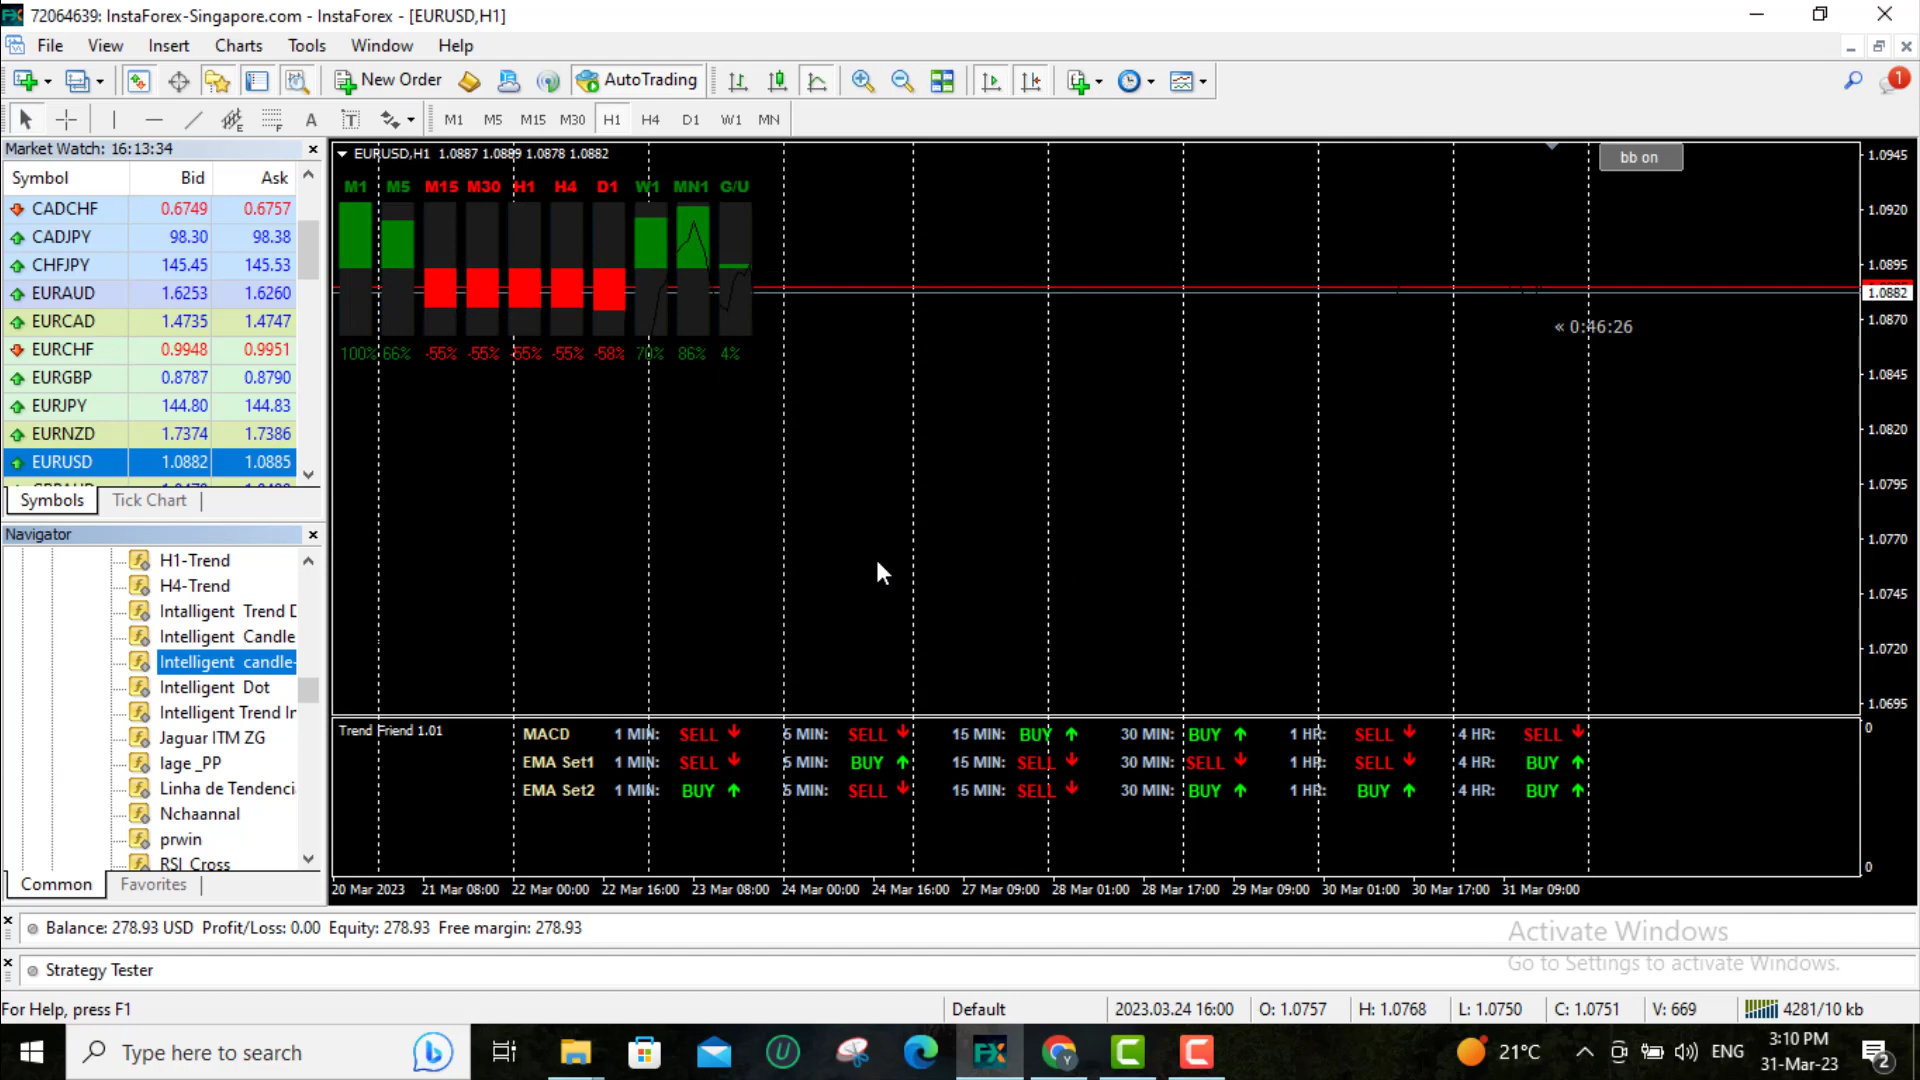 72064639: InstaForex-Singapore.com - InstaForex - [EURUSD,H1]
File View Insert Charts Tools Window Help
New Order AutoTrading 1
A T M1 M5 M15 M30 H1 H4 D1 W1 MN
Market Watch: 16:13:34
Symbol Bid Ask
CADCHF 0.6749 0.6757
CADJPY 98.30 98.38
CHFJPY 145.45 145.53
EURAUD 1.6253 1.6260
EURCAD 1.4735 1.4747
EURCHF 0.9948 0.9951
EURGBP 0.8787 0.8790
EURJPY 144.80 144.83
EURNZD 1.7374 1.7386
EURUSD 1.0882 1.0885
Symbols Tick Chart
Navigator
H1-Trend
H4-Trend
Intalligent Trend D
Intelligent Candle
Intelligent candle-
Intelligent Dot
Intelligent Trend In
Jaguar ITM ZG
lage _PP
Linha de Tendenci
Nchaannal
prwin
RSI Cross
Common Favorites
EURUSD,H1 1.0887 1.0889 1.0878 1.0882
bb on
M1 M5 M15 M30 H1 H4 D1 W1 MN1 G/U
100% 66% -55% -55% -55% -55% -58% 70% 86% 4%
« 0:46:26
1.0945
1.0920
1.0895
1.0882
1.0870
1.0845
1.0820
1.0795
1.0770
1.0745
1.0720
1.0695
Trend Friend 1.01
MACD 1 MIN: SELL 5 MIN: SELL 15 MIN: BUY 30 MIN: BUY 1 HR: SELL 4 HR: SELL
EMA Set1 1 MIN: SELL 5 MIN: BUY 15 MIN: SELL 30 MIN: SELL 1 HR: SELL 4 HR: BUY
EMA Set2 1 MIN: BUY 5 MIN: SELL 15 MIN: SELL 30 MIN: BUY 1 HR: BUY 4 HR: BUY
0
0
20 Mar 2023 21 Mar 08:00 22 Mar 00:00 22 Mar 16:00 23 Mar 08:00 24 Mar 00:00 24 Mar 16:00 27 Mar 09:00 28 Mar 01:00 28 Mar 17:00 29 Mar 09:00 30 Mar 01:00 30 Mar 17:00 31 Mar 09:00
Balance: 278.93 USD Profit/Loss: 0.00 Equity: 278.93 Free margin: 278.93
Activate Windows
Go to Settings to activate Windows.
Strategy Tester
For Help, press F1 Default 2023.03.24 16:00 O: 1.0757 H: 1.0768 L: 1.0750 C: 1.0751 V: 669 4281/10 kb
Type here to search
21°C ENG 3:10 PM
31-Mar-23 2